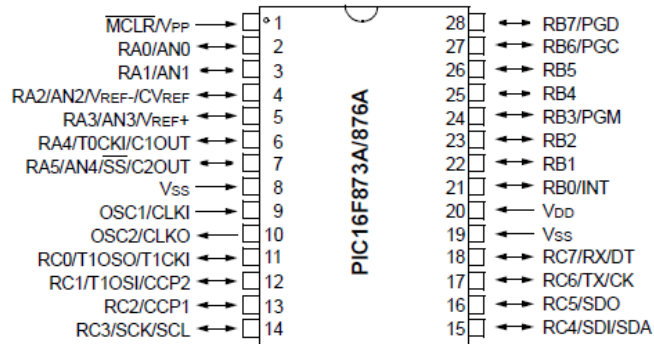 MCLR/VPP 1 28 RB7/PGD
RA0/AN0 2 27 RB6/PGC
RA1/AN1 3 26 RB5
RA2/AN2/VREF-/CVREF 4 25 RB4
RA3/AN3/VREF+ 5 24 RB3/PGM
RA4/T0CKI/C1OUT 6 23 RB2
RA5/AN4/SS/C2OUT 7 22 RB1
VSS 8 21 RB0/INT
OSC1/CLKI 9 20 VDD
OSC2/CLKO 10 19 VSS
RC0/T1OSO/T1CKI 11 18 RC7/RX/DT
RC1/T1OSI/CCP2 12 17 RC6/TX/CK
RC2/CCP1 13 16 RC5/SDO
RC3/SCK/SCL 14 15 RC4/SDI/SDA
PIC16F873A/876A